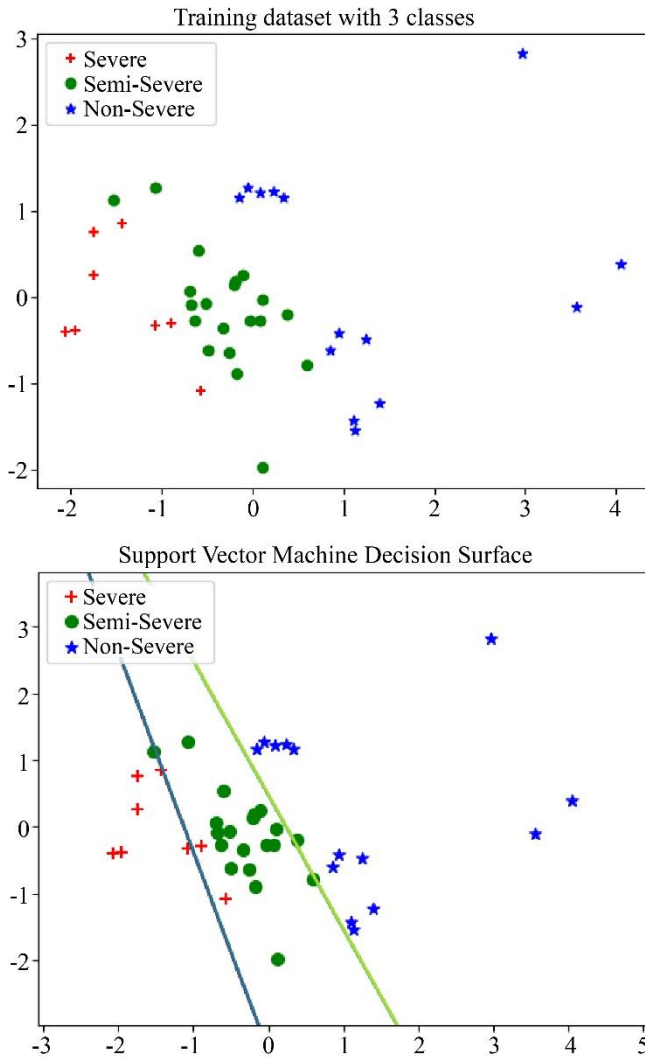 Training dataset with 3 classes
3
Severe
Semi-Severe
Non-Severe
2
1
0
-1
-2
-2 -1 0 1 2 3 4
Support Vector Machine Decision Surface
Severe
Semi-Severe
Non-Severe
3
2
1
0
-1
-2
-3 -2 -1 0 1 2 3 4 5